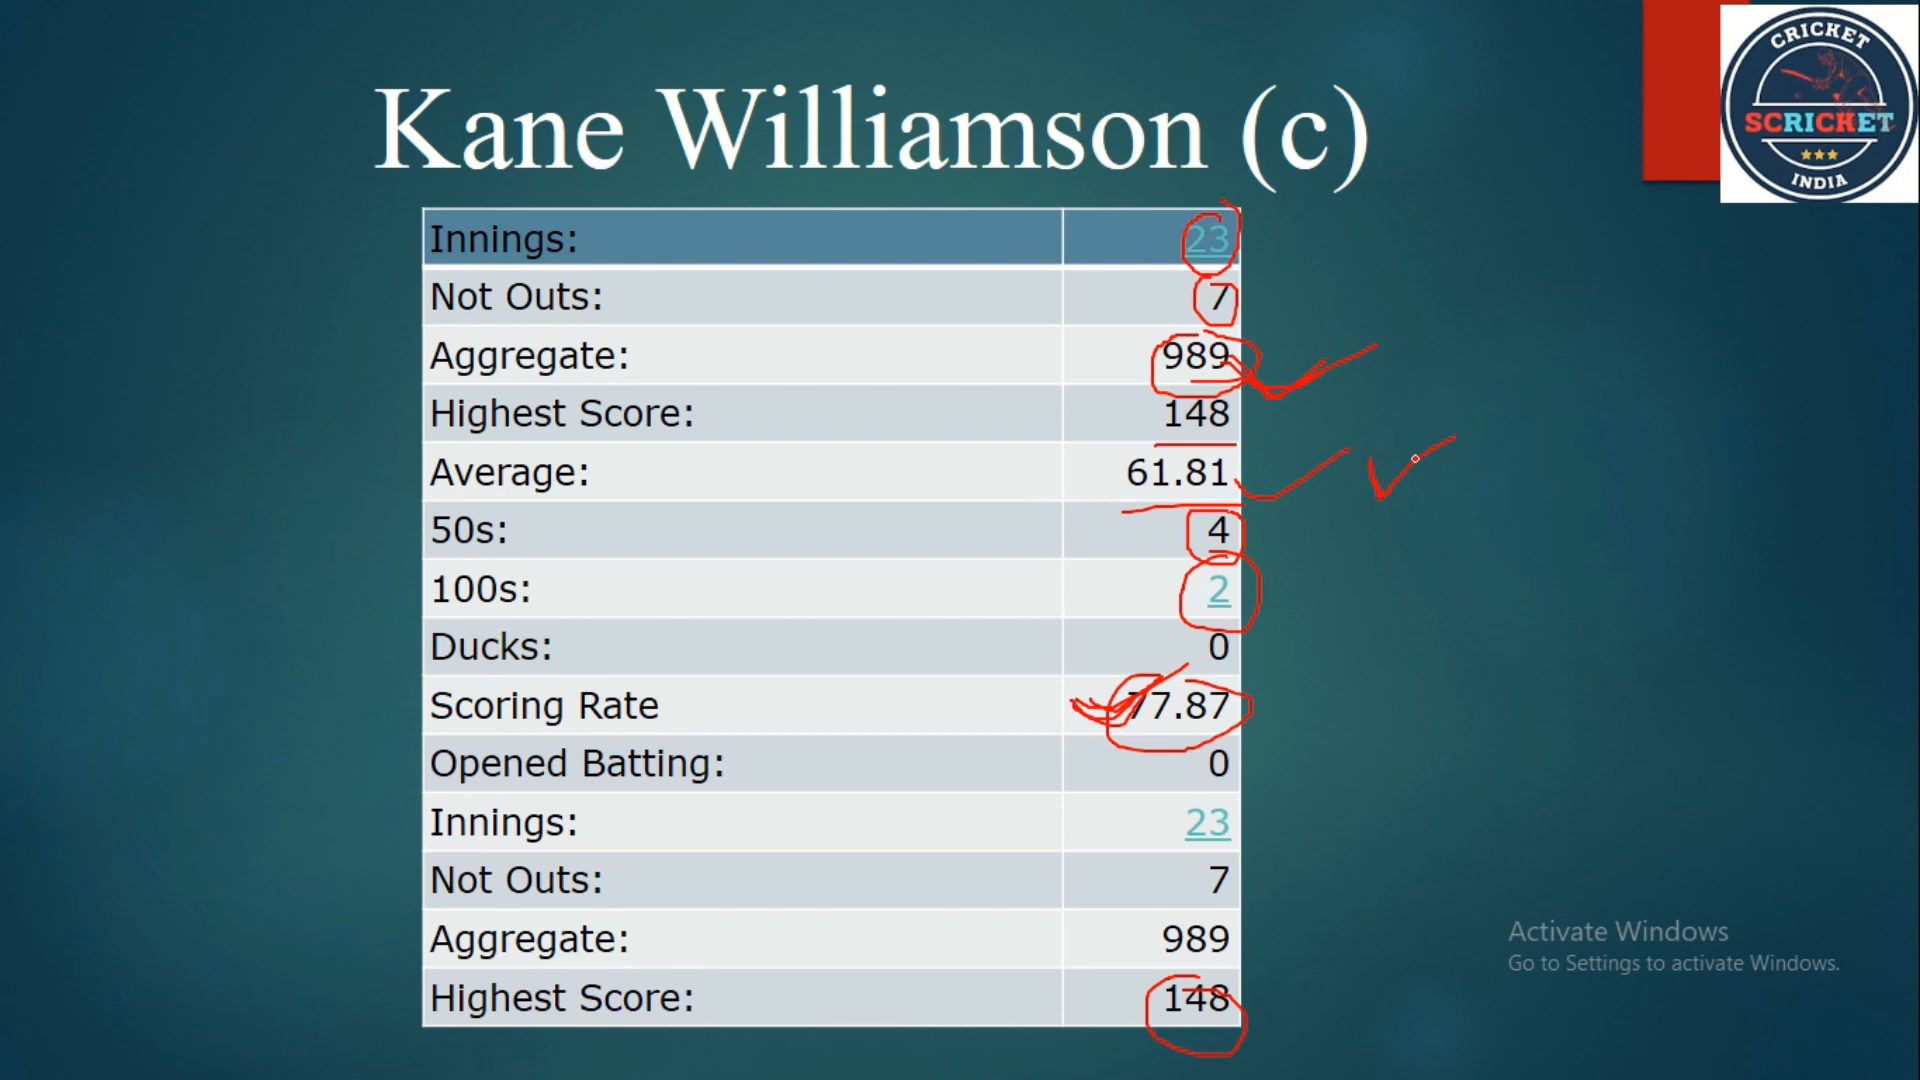 CRICKET
SCRICKET
INDIA
Kane Williamson (c)
Innings: 23
Not Outs: 7
Aggregate: 989
Highest Score: 148
Average: 61.81
50s: 4
100s: 2
Ducks: 0
Scoring Rate 77.87
Opened Batting: 0
Innings: 23
Not Outs: 7
Aggregate: 989
Highest Score: 148
Activate Windows
Go to Settings to activate Windows.